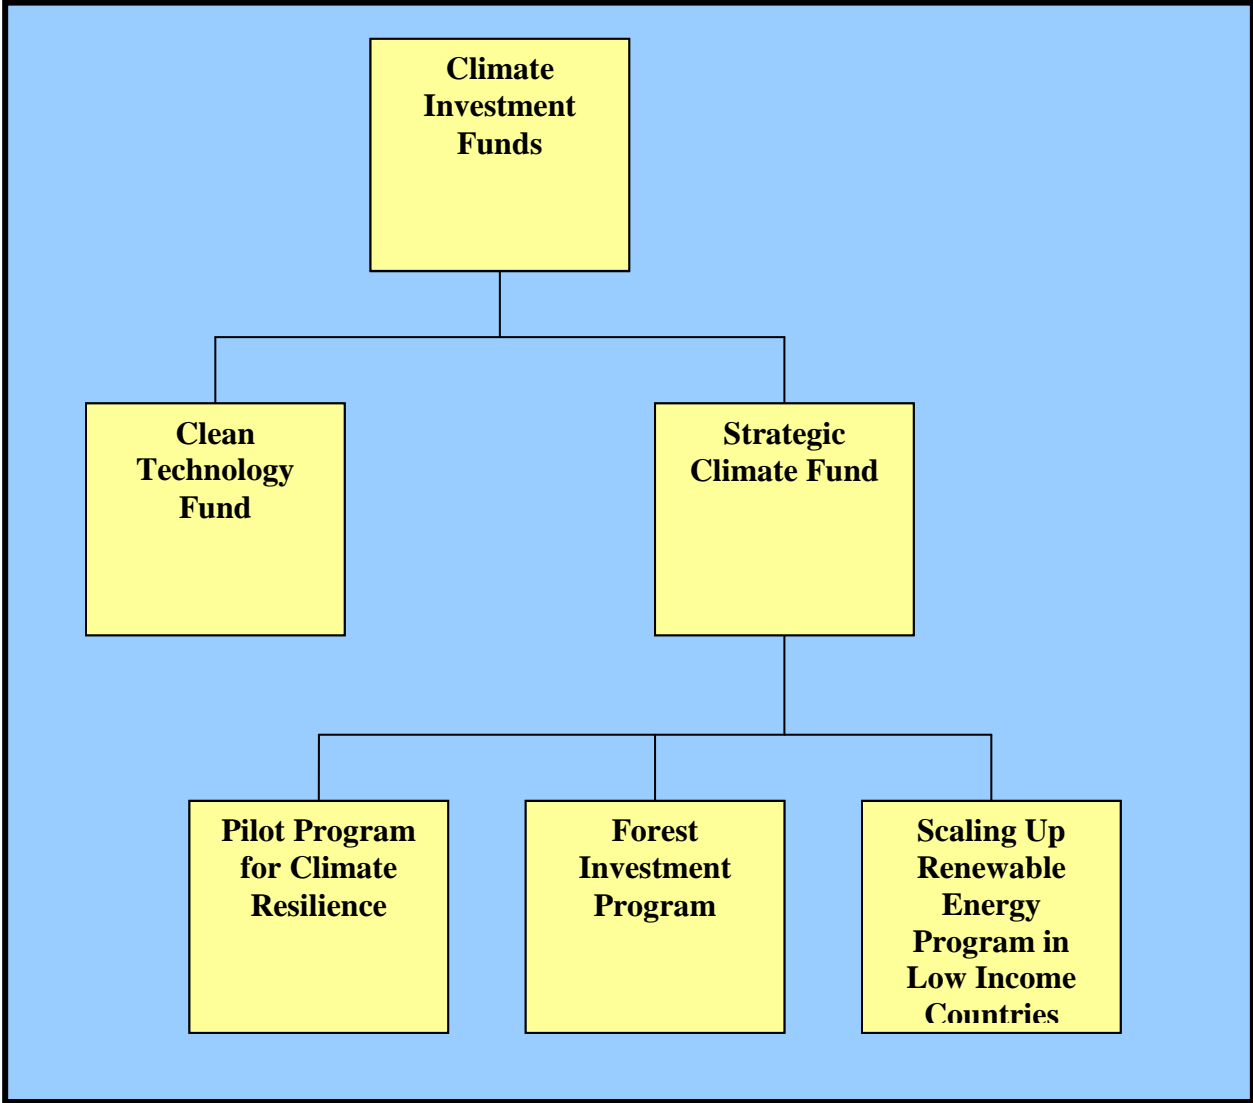 Climate
Investment
Funds
Clean
Technology
Fund
Strategic
Climate Fund
Pilot Program
for Climate
Resilience
Forest
Investment
Program
Scaling Up
Renewable
Energy
Program in
Low Income
Countries